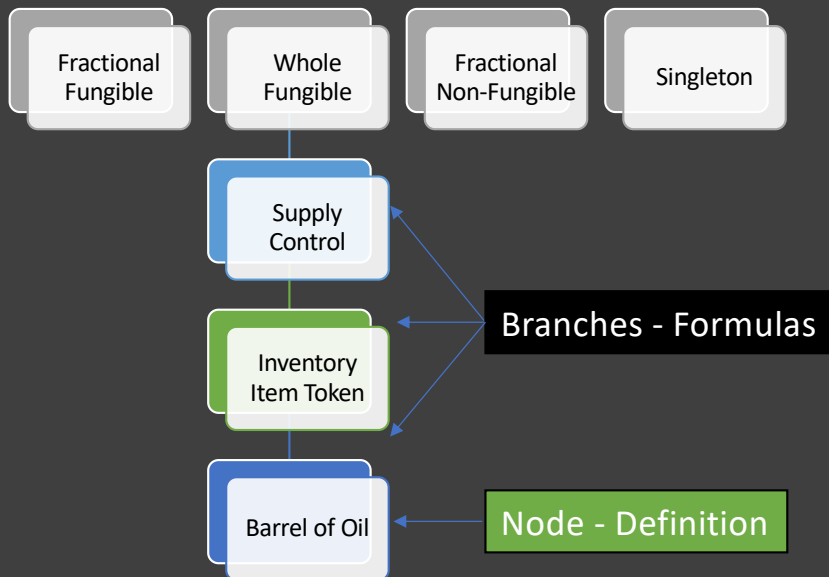 Fractional
Fungible
Whole
Fungible
Fractional
Non-Fungible
Singleton
Supply
Control
Branches - Formulas
Inventory
Item Token
Barrel of Oil
Node - Definition